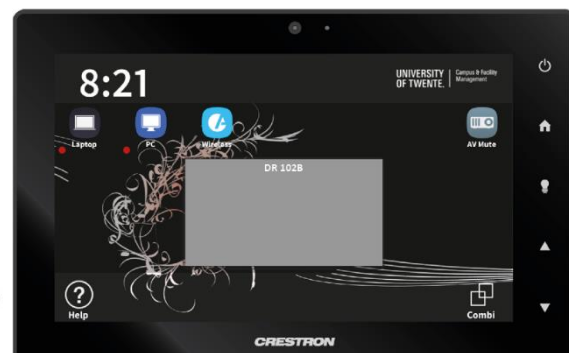 8:21
UNIVERSITY
OF TWENTE.
Campus & Facility
Management
Laptop
PC
Wireless
AV Mute
DR 102B
Help
Combi
CRESTRON